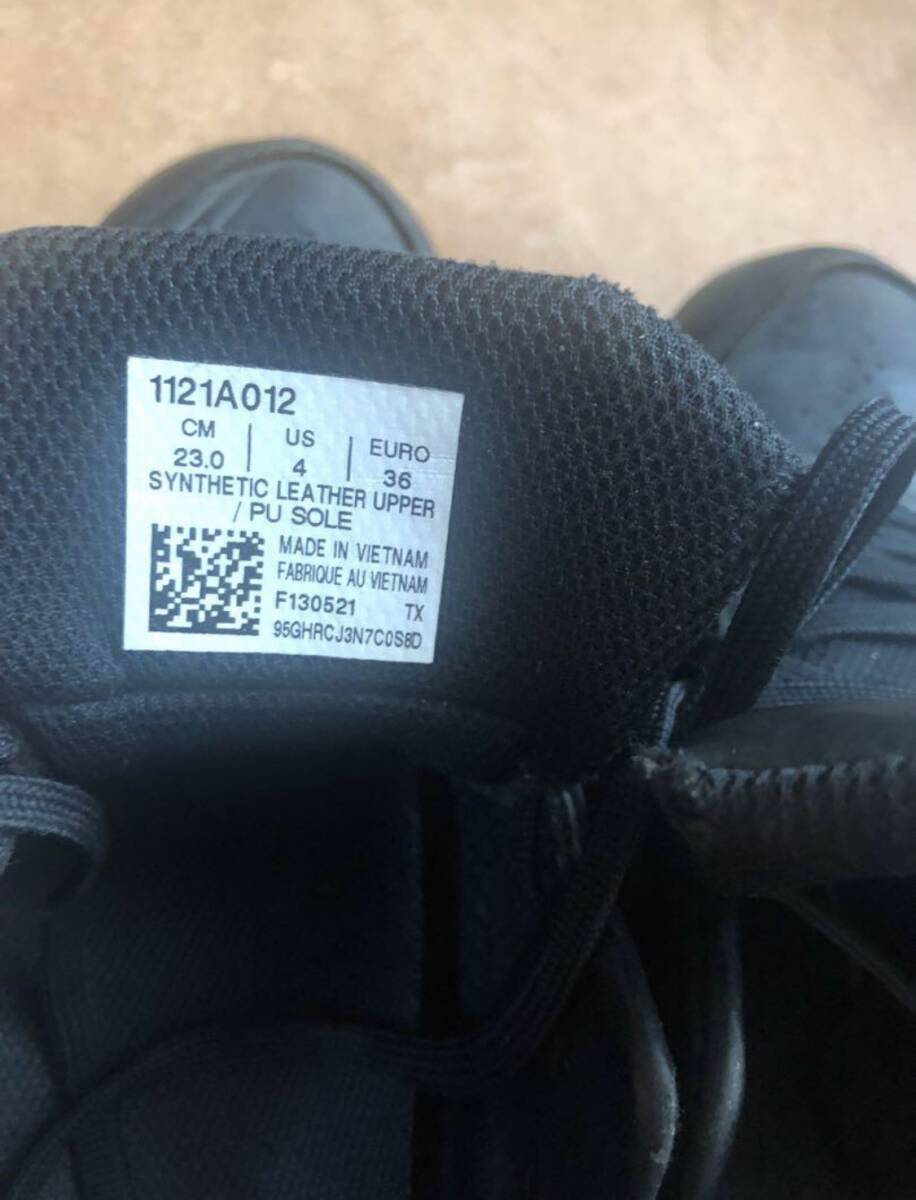 1121A012
CM | US | EURO
23.0 | 4 | 36
SYNTHETIC LEATHER UPPER
/ PU SOLE
MADE IN VIETNAM
FABRIQUE AU VIETNAM
F130521 TX
95GHRCJ3N7C0S8D